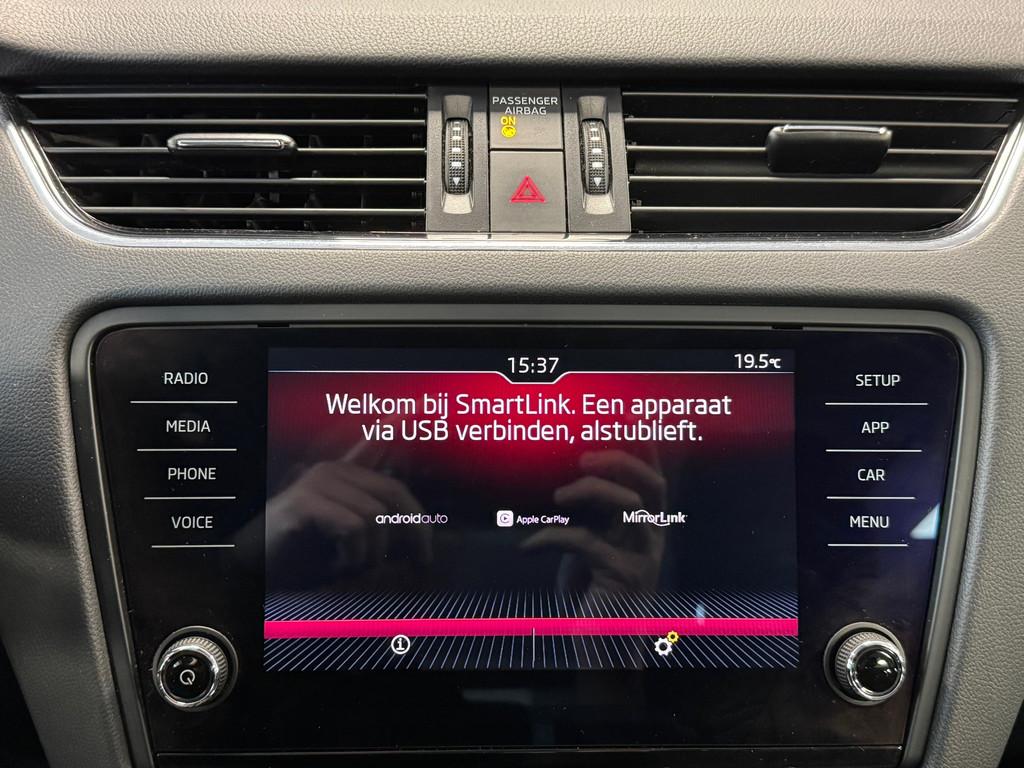 PASSENGER
AIRBAG
ON
15:37
19.5°C
RADIO
MEDIA
PHONE
VOICE
Welkom bij SmartLink. Een apparaat
via USB verbinden, alstublieft.
androidauto
Apple CarPlay
MirrorLink
SETUP
APP
CAR
MENU